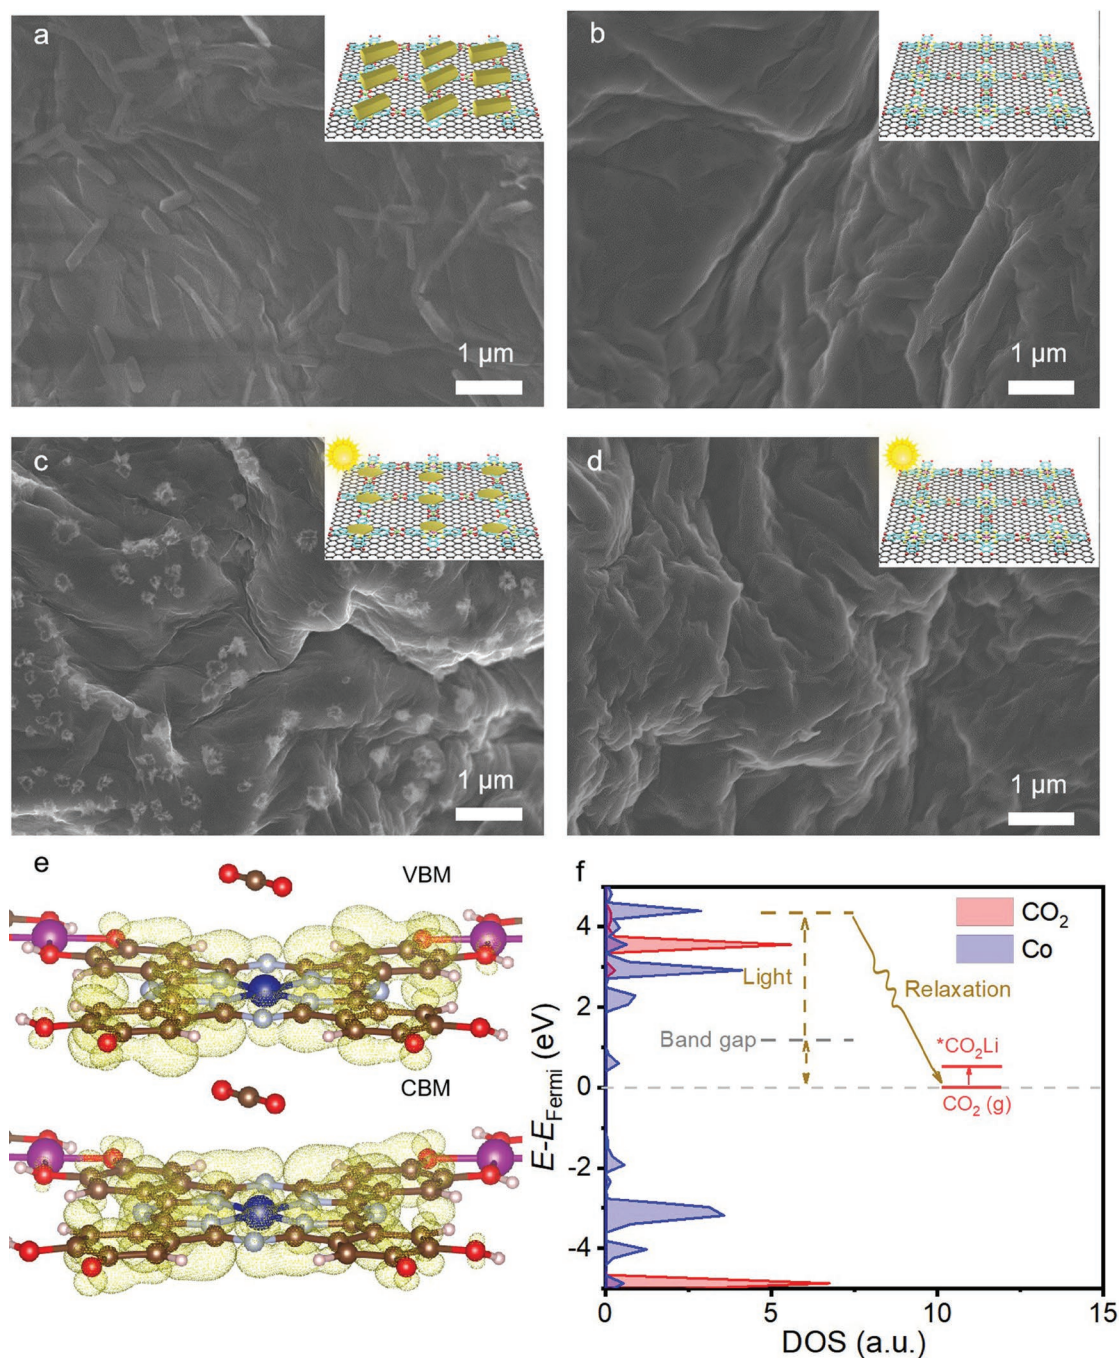 a
1 μm
b
1 μm
c
1 μm
d
1 μm
e
VBM
CBM
f
E-E_Fermi (eV)
4
2
0
-2
-4
CO₂
Co
Light
Relaxation
Band gap
*CO₂Li
CO₂ (g)
0
5
10
15
DOS (a.u.)